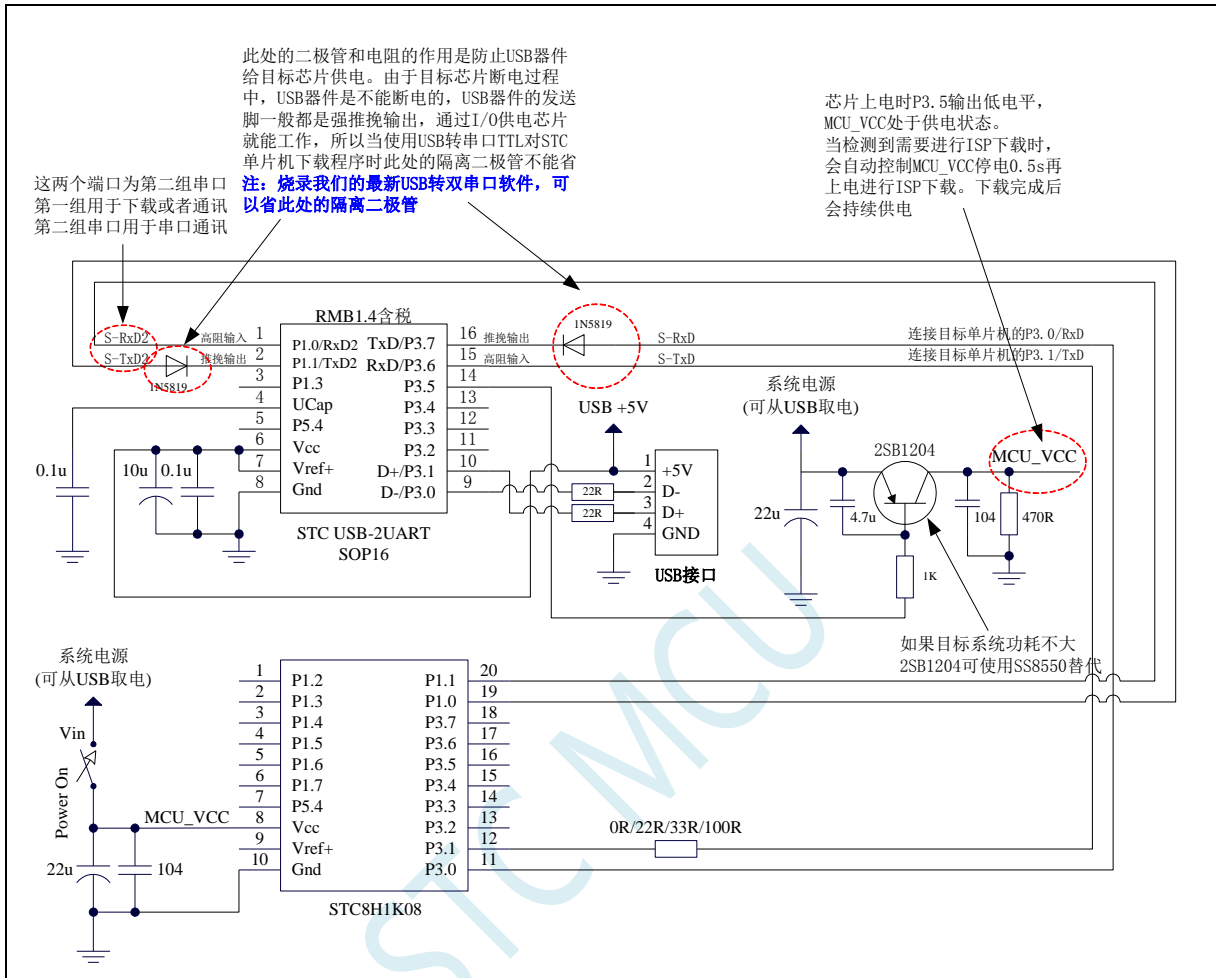 此处的二极管和电阻的作用是防止USB器件
给目标芯片供电。由于目标芯片断电过程
中，USB器件是不能断电的，USB器件的发送
脚一般都是强推挽输出，通过I/O供电芯片
就能工作，所以当使用USB转串口TTL对STC
单片机下载程序时此处的隔离二极管不能省
注：烧录我们的最新USB转双串口软件，可
以省此处的隔离二极管
这两个端口为第二组串口
第一组用于下载或者通讯
第二组串口用于串口通讯
芯片上电时P3.5输出低电平，
MCU_VCC处于供电状态。
当检测到需要进行ISP下载时，
会自动控制MCU_VCC停电0.5s再
上电进行ISP下载。下载完成后
会持续供电
RMB1.4含税
S-RxD2 高阻输入 1 P1.0/RxD2
S-TxD2 推挽输出 2 P1.1/TxD2
1N5819
3 P1.3
4 UCap
5 P5.4
6 Vcc
7 Vref+
8 Gnd
TxD/P3.7 16 推挽输出 1N5819 S-RxD 连接目标单片机的P3.0/RxD
RxD/P3.6 15 高阻输入 S-TxD 连接目标单片机的P3.1/TxD
P3.5 14
P3.4 13
P3.3 12
P3.2 11
D+/P3.1 10
D-/P3.0 9
STC USB-2UART
SOP16
0.1u
10u
0.1u
USB +5V
1 +5V
2 D-
3 D+
4 GND
22R
22R
USB接口
系统电源
(可从USB取电)
2SB1204
MCU_VCC
22u
4.7u
104
470R
1K
如果目标系统功耗不大
2SB1204可使用SS8550替代
系统电源
(可从USB取电)
Vin
Power On
MCU_VCC
22u
104
1 P1.2
2 P1.3
3 P1.4
4 P1.5
5 P1.6
6 P1.7
7 P5.4
8 Vcc
9 Vref+
10 Gnd
P1.1 20
P1.0 19
P3.7 18
P3.6 17
P3.5 16
P3.4 15
P3.3 14
P3.2 13
P3.1 12
P3.0 11
0R/22R/33R/100R
STC8H1K08
STC MCU